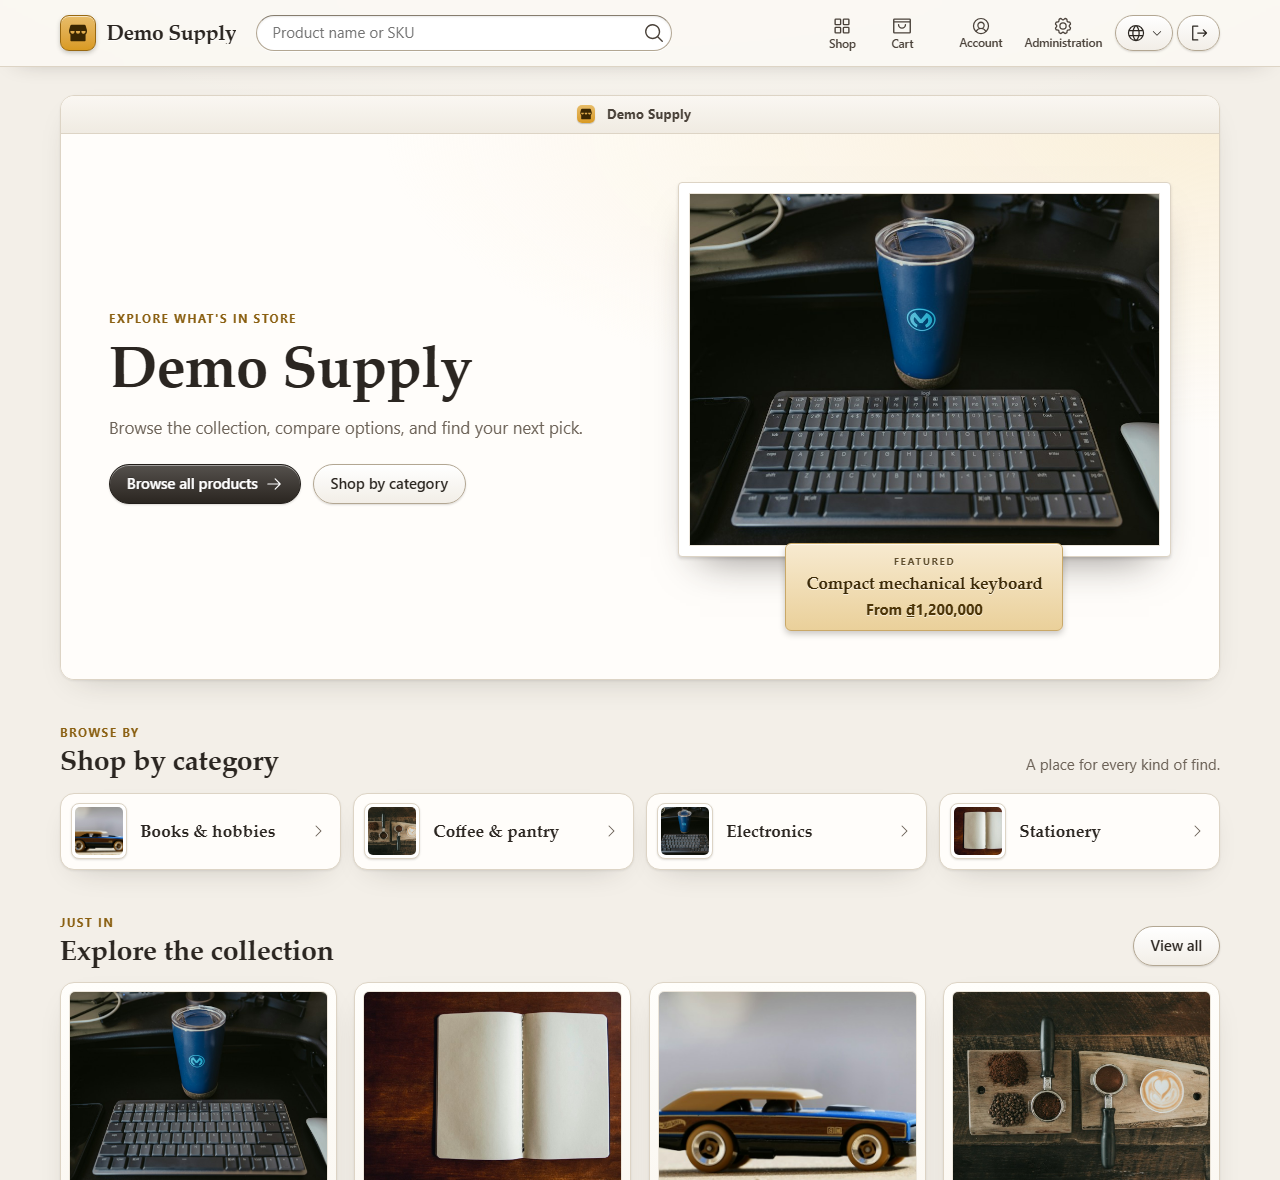 Demo Supply
Product name or SKU
Shop
Cart
Account
Administration
Demo Supply
EXPLORE WHAT'S IN STORE
Demo Supply
Browse the collection, compare options, and find your next pick.
Browse all products
Shop by category
FEATURED
Compact mechanical keyboard
From ₫1,200,000
BROWSE BY
Shop by category
A place for every kind of find.
Books & hobbies
Coffee & pantry
Electronics
Stationery
JUST IN
Explore the collection
View all